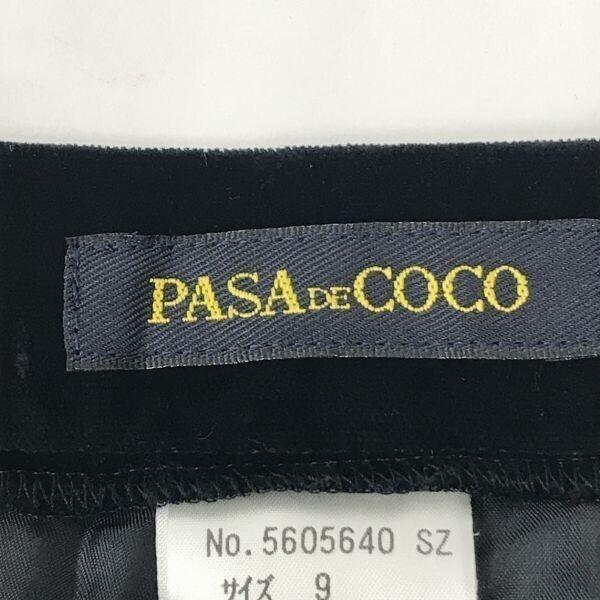 PASA DE COCO
No. 5605640 SZ
サイズ 9